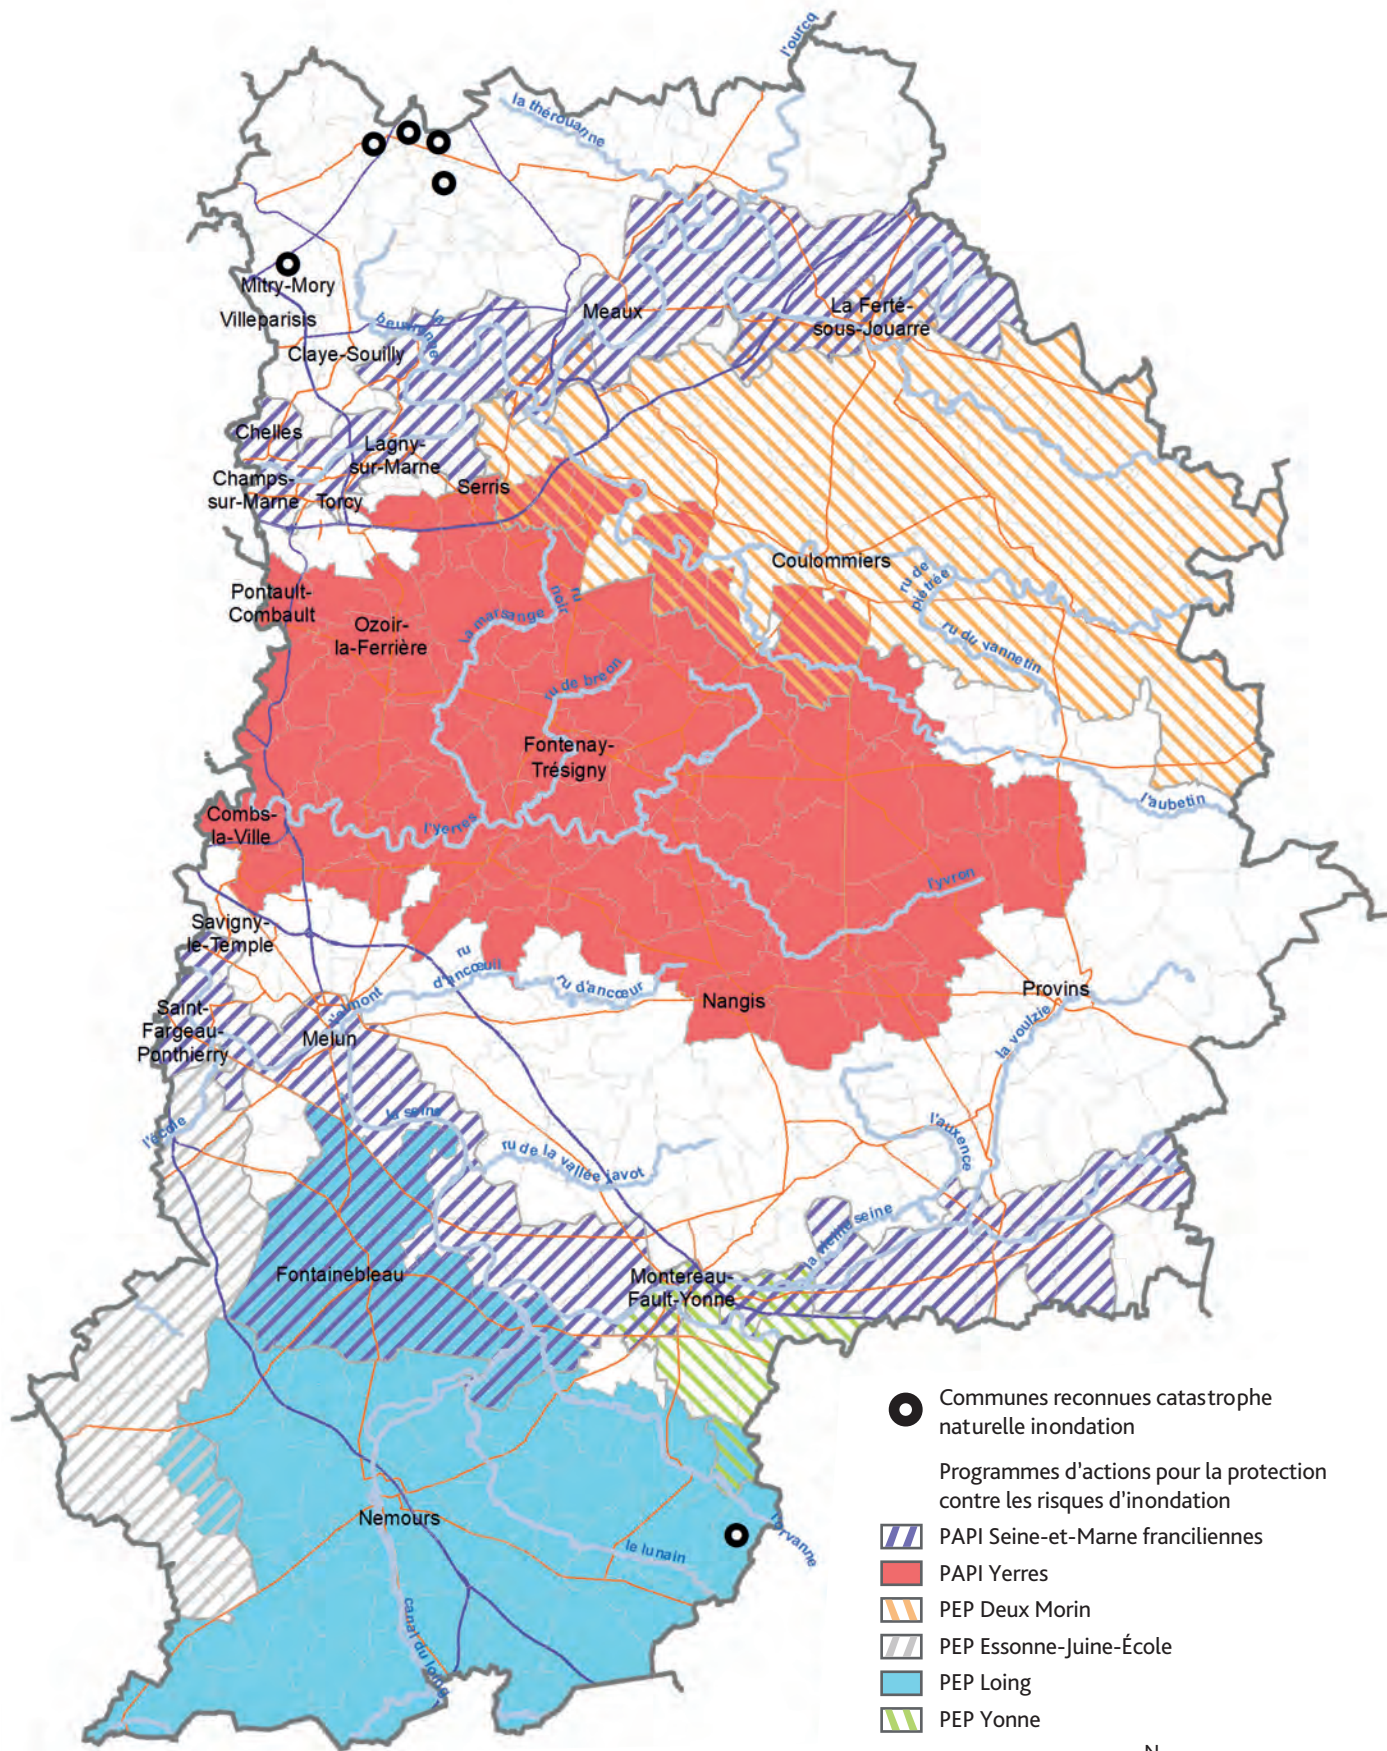 l'ourcq
la thérouanne
Mitry-Mory
Villeparisis
la
beuvronne
Claye-Souilly
Meaux
La Ferté-
sous-Jouarre
Chelles
Lagny-
sur-Marne
Champs-
sur-Marne
Torcy
Serris
Coulommiers
ru de
piétrée
ru du vannetin
Pontault-
Combault
Ozoir-
la-Ferrière
la marsange
ru
noir
ru de breon
Fontenay-
Trésigny
l'aubetin
Combs-
la-Ville
l'yerres
l'yvron
Savigny-
le-Temple
ru
d'ancœuil
ru d'ancœur
Nangis
Provins
la voulzie
Saint-
Fargeau-
Ponthierry
l'almont
Melun
l'école
la seine
ru de la vallée javot
l'auxence
la vieille seine
Fontainebleau
Montereau-
Fault-Yonne
Nemours
le lunain
l'orvanne
canal du loing
Communes reconnues catastrophe
naturelle inondation
Programmes d'actions pour la protection
contre les risques d'inondation
PAPI Seine-et-Marne franciliennes
PAPI Yerres
PEP Deux Morin
PEP Essonne-Juine-École
PEP Loing
PEP Yonne
N